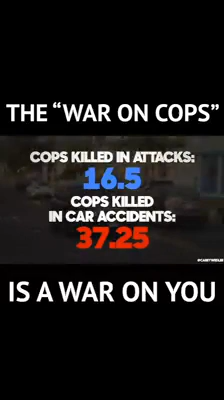 THE “WAR ON COPS”
COPS KILLED IN ATTACKS:
16.5
COPS KILLED
IN CAR ACCIDENTS:
37.25
IS A WAR ON YOU